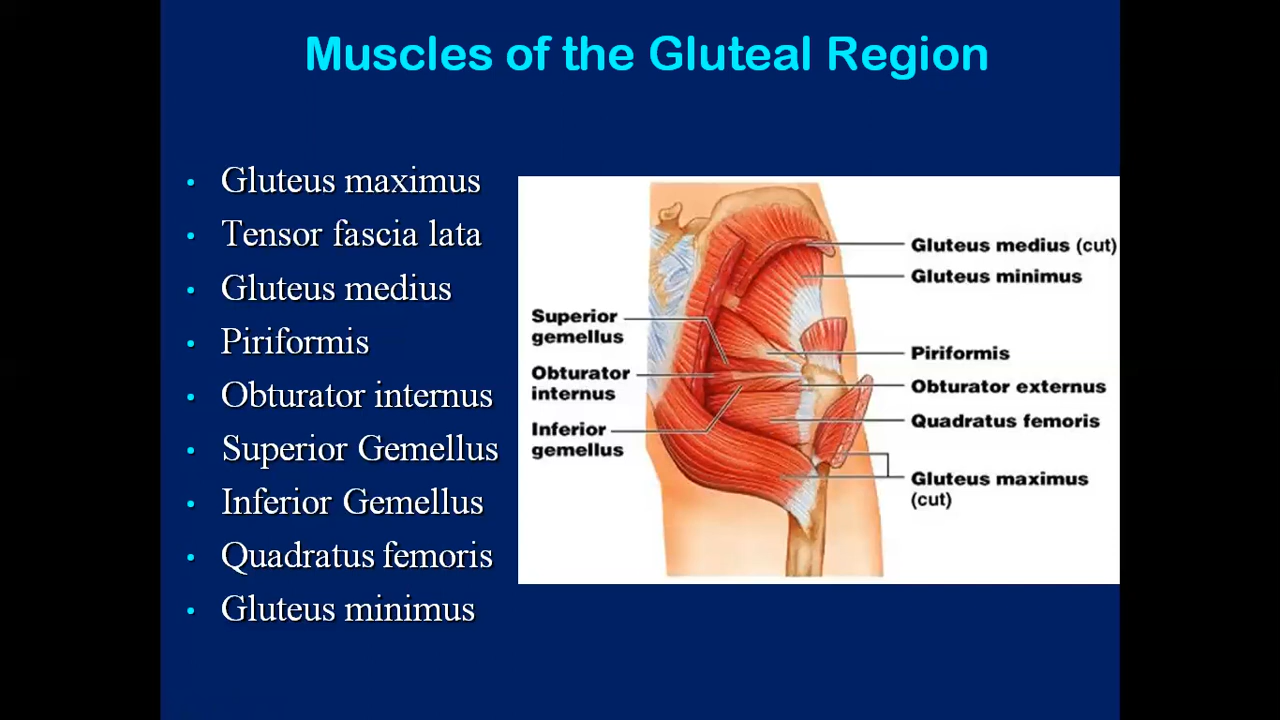 Muscles of the Gluteal Region
• Gluteus maximus
• Tensor fascia lata
• Gluteus medius
• Piriformis
• Obturator internus
• Superior Gemellus
• Inferior Gemellus
• Quadratus femoris
• Gluteus minimus
Superior
gemellus
Obturator
internus
Inferior
gemellus
Gluteus medius (cut)
Gluteus minimus
Piriformis
Obturator externus
Quadratus femoris
Gluteus maximus
(cut)